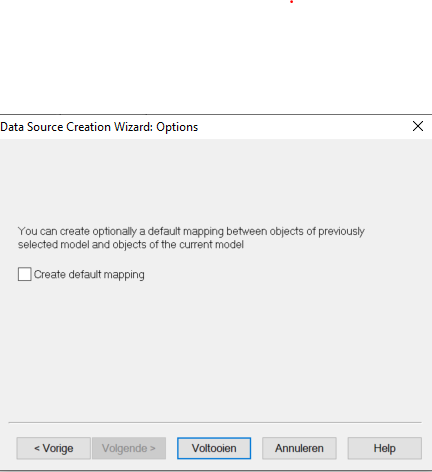 Data Source Creation Wizard: Options
You can create optionally a default mapping between objects of previously
selected model and objects of the current model
Create default mapping
< Vorige
Volgende >
Voltooien
Annuleren
Help